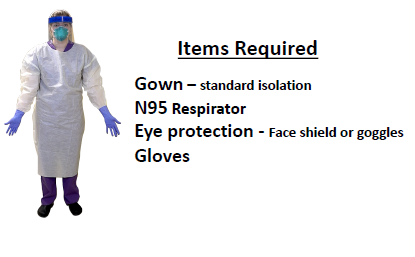 Items Required
Gown – standard isolation
N95 Respirator
Eye protection - Face shield or goggles
Gloves